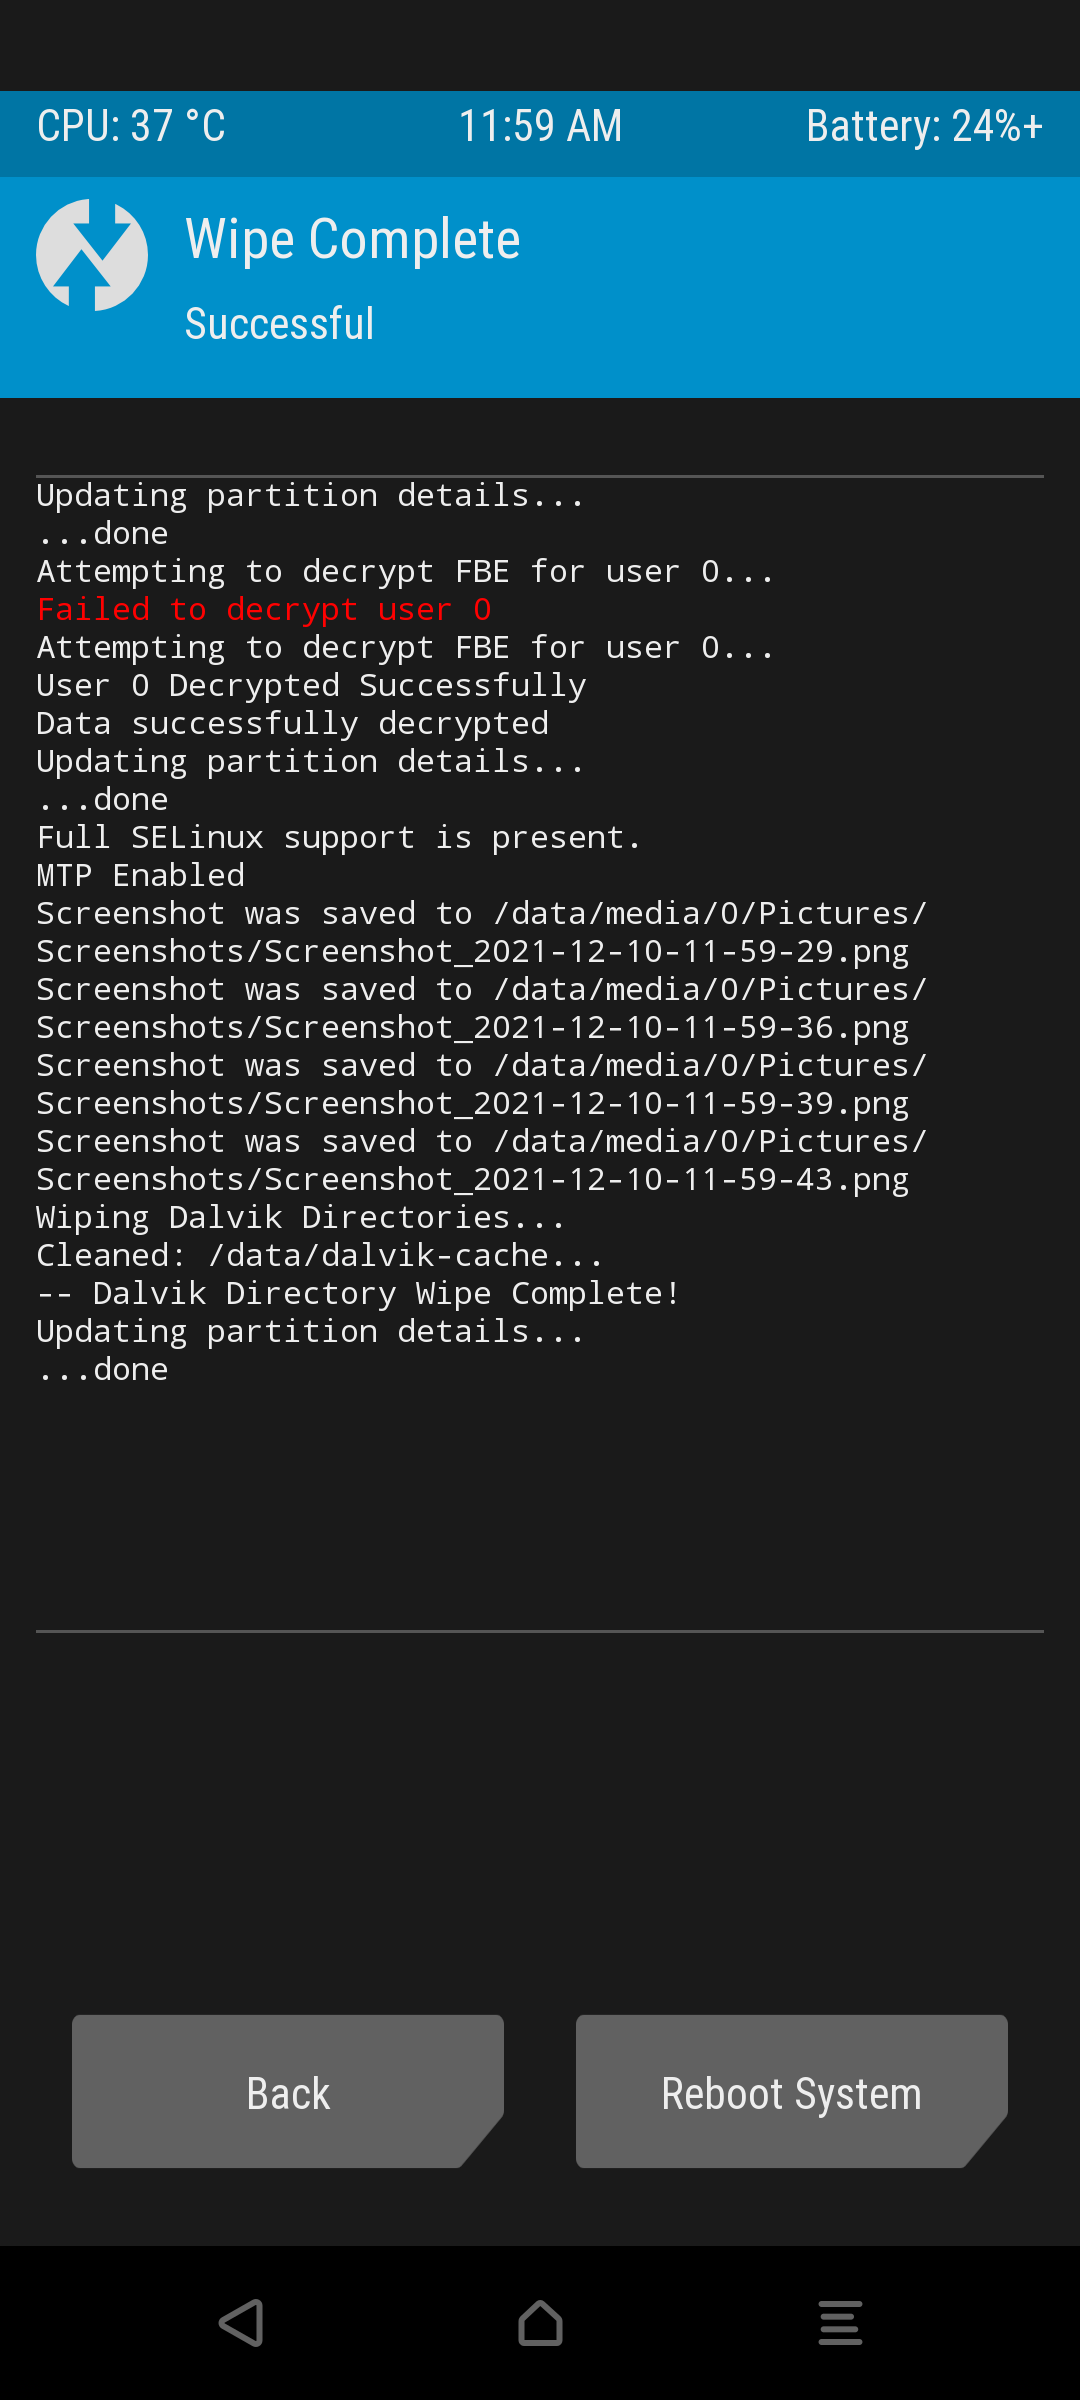 CPU: 37 °C 11:59 AM Battery: 24%+
Wipe Complete
Successful
Updating partition details...
...done
Attempting to decrypt FBE for user 0...
Failed to decrypt user 0
Attempting to decrypt FBE for user 0...
User 0 Decrypted Successfully
Data successfully decrypted
Updating partition details...
...done
Full SELinux support is present.
MTP Enabled
Screenshot was saved to /data/media/0/Pictures/
Screenshots/Screenshot_2021-12-10-11-59-29.png
Screenshot was saved to /data/media/0/Pictures/
Screenshots/Screenshot_2021-12-10-11-59-36.png
Screenshot was saved to /data/media/0/Pictures/
Screenshots/Screenshot_2021-12-10-11-59-39.png
Screenshot was saved to /data/media/0/Pictures/
Screenshots/Screenshot_2021-12-10-11-59-43.png
Wiping Dalvik Directories...
Cleaned: /data/dalvik-cache...
-- Dalvik Directory Wipe Complete!
Updating partition details...
...done
Back Reboot System